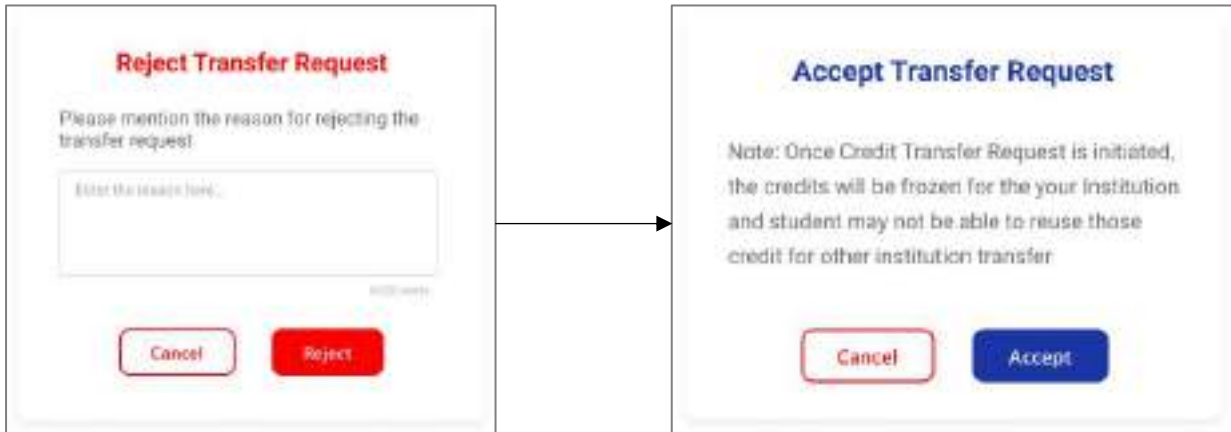 Reject Transfer Request
Please mention the reason for rejecting the
transfer request
Enter the reason here...
Cancel
Reject
Accept Transfer Request
Note: Once Credit Transfer Request is initiated,
the credits will be frozen for the your Institution
and student may not be able to reuse those
credit for other institution transfer
Cancel
Accept